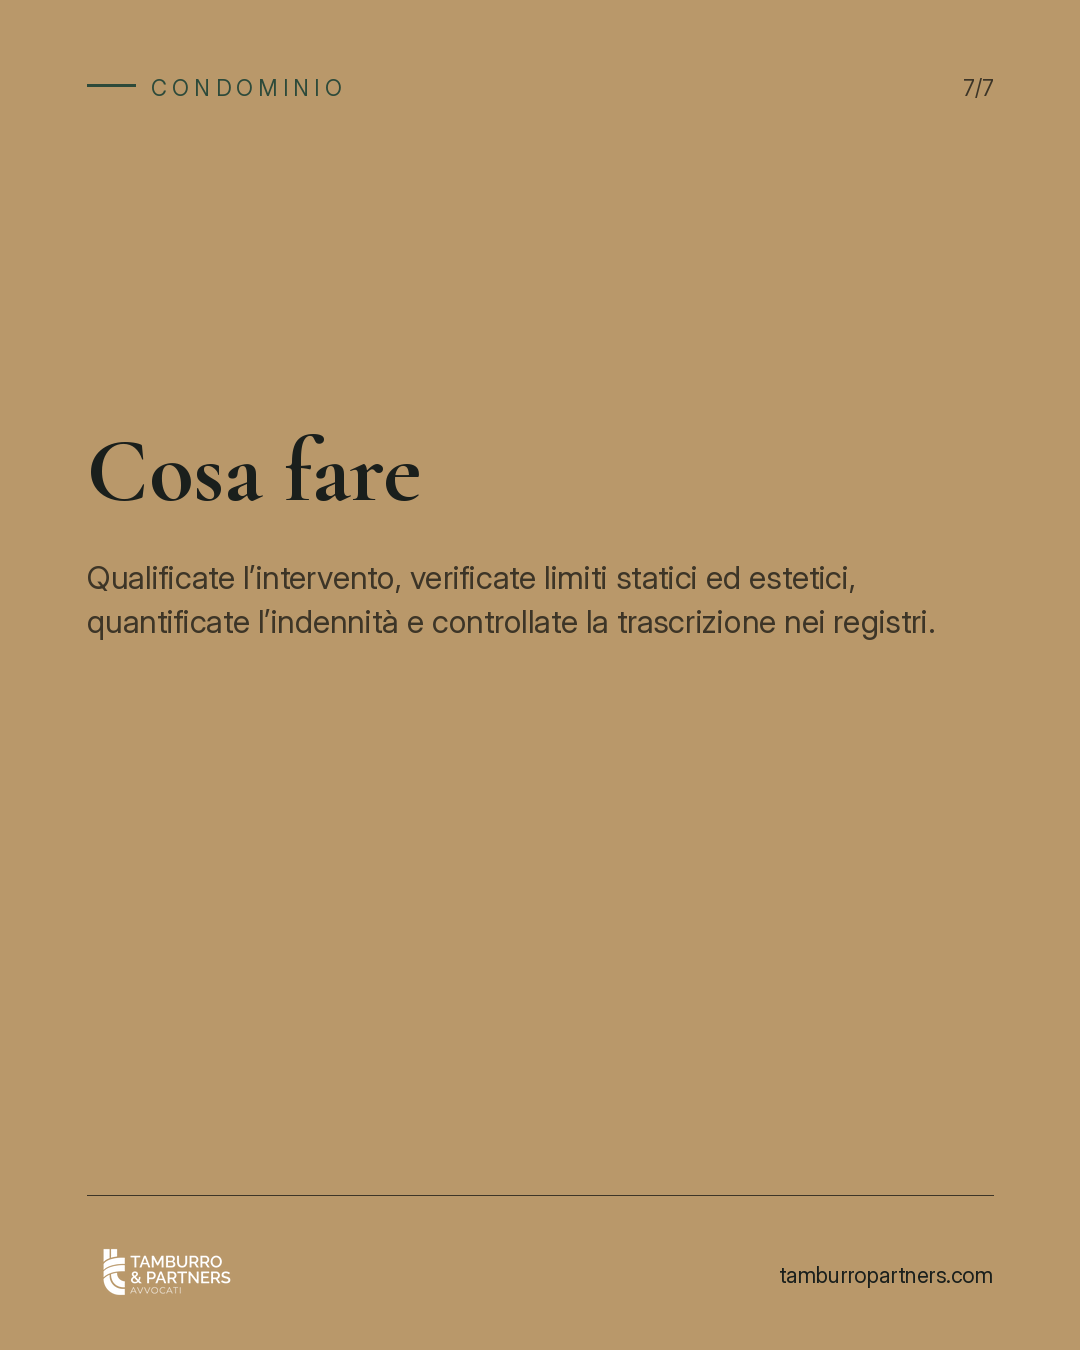 CONDOMINIO
7/7
Cosa fare
Qualificate l’intervento, verificate limiti statici ed estetici,
quantificate l’indennità e controllate la trascrizione nei registri.
TAMBURRO
& PARTNERS
AVVOCATI
tamburropartners.com